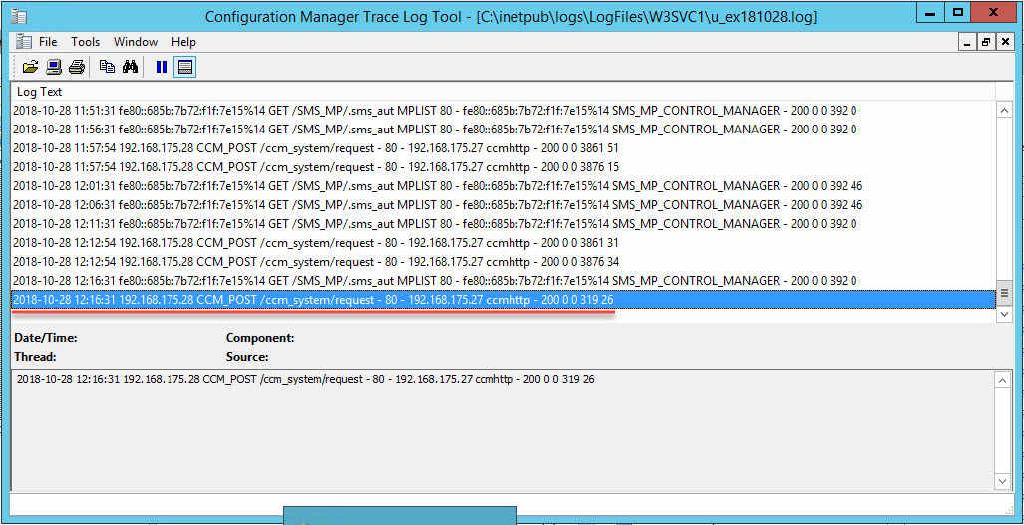 Configuration Manager Trace Log Tool - [C:\inetpub\logs\LogFiles\W3SVC1\u_ex181028.log]
File Tools Window Help
Log Text
2018-10-28 11:51:31 fe80::685b:7b72:f1f:7e15%14 GET /SMS_MP/.sms_aut MPLIST 80 - fe80::685b:7b72:f1f:7e15%14 SMS_MP_CONTROL_MANAGER - 200 0 0 392 0
2018-10-28 11:56:31 fe80::685b:7b72:f1f:7e15%14 GET /SMS_MP/.sms_aut MPLIST 80 - fe80::685b:7b72:f1f:7e15%14 SMS_MP_CONTROL_MANAGER - 200 0 0 392 0
2018-10-28 11:57:54 192.168.175.28 CCM_POST /ccm_system/request - 80 - 192.168.175.27 ccmhttp - 200 0 0 3861 51
2018-10-28 11:57:54 192.168.175.28 CCM_POST /ccm_system/request - 80 - 192.168.175.27 ccmhttp - 200 0 0 3876 15
2018-10-28 12:01:31 fe80::685b:7b72:f1f:7e15%14 GET /SMS_MP/.sms_aut MPLIST 80 - fe80::685b:7b72:f1f:7e15%14 SMS_MP_CONTROL_MANAGER - 200 0 0 392 46
2018-10-28 12:06:31 fe80::685b:7b72:f1f:7e15%14 GET /SMS_MP/.sms_aut MPLIST 80 - fe80::685b:7b72:f1f:7e15%14 SMS_MP_CONTROL_MANAGER - 200 0 0 392 46
2018-10-28 12:11:31 fe80::685b:7b72:f1f:7e15%14 GET /SMS_MP/.sms_aut MPLIST 80 - fe80::685b:7b72:f1f:7e15%14 SMS_MP_CONTROL_MANAGER - 200 0 0 392 0
2018-10-28 12:12:54 192.168.175.28 CCM_POST /ccm_system/request - 80 - 192.168.175.27 ccmhttp - 200 0 0 3861 31
2018-10-28 12:12:54 192.168.175.28 CCM_POST /ccm_system/request - 80 - 192.168.175.27 ccmhttp - 200 0 0 3876 34
2018-10-28 12:16:31 fe80::685b:7b72:f1f:7e15%14 GET /SMS_MP/.sms_aut MPLIST 80 - fe80::685b:7b72:f1f:7e15%14 SMS_MP_CONTROL_MANAGER - 200 0 0 392 0
2018-10-28 12:16:31 192.168.175.28 CCM_POST /ccm_system/request - 80 - 192.168.175.27 ccmhttp - 200 0 0 319 26
Date/Time: Component:
Thread: Source:
2018-10-28 12:16:31 192.168.175.28 CCM_POST /ccm_system/request - 80 - 192.168.175.27 ccmhttp - 200 0 0 319 26